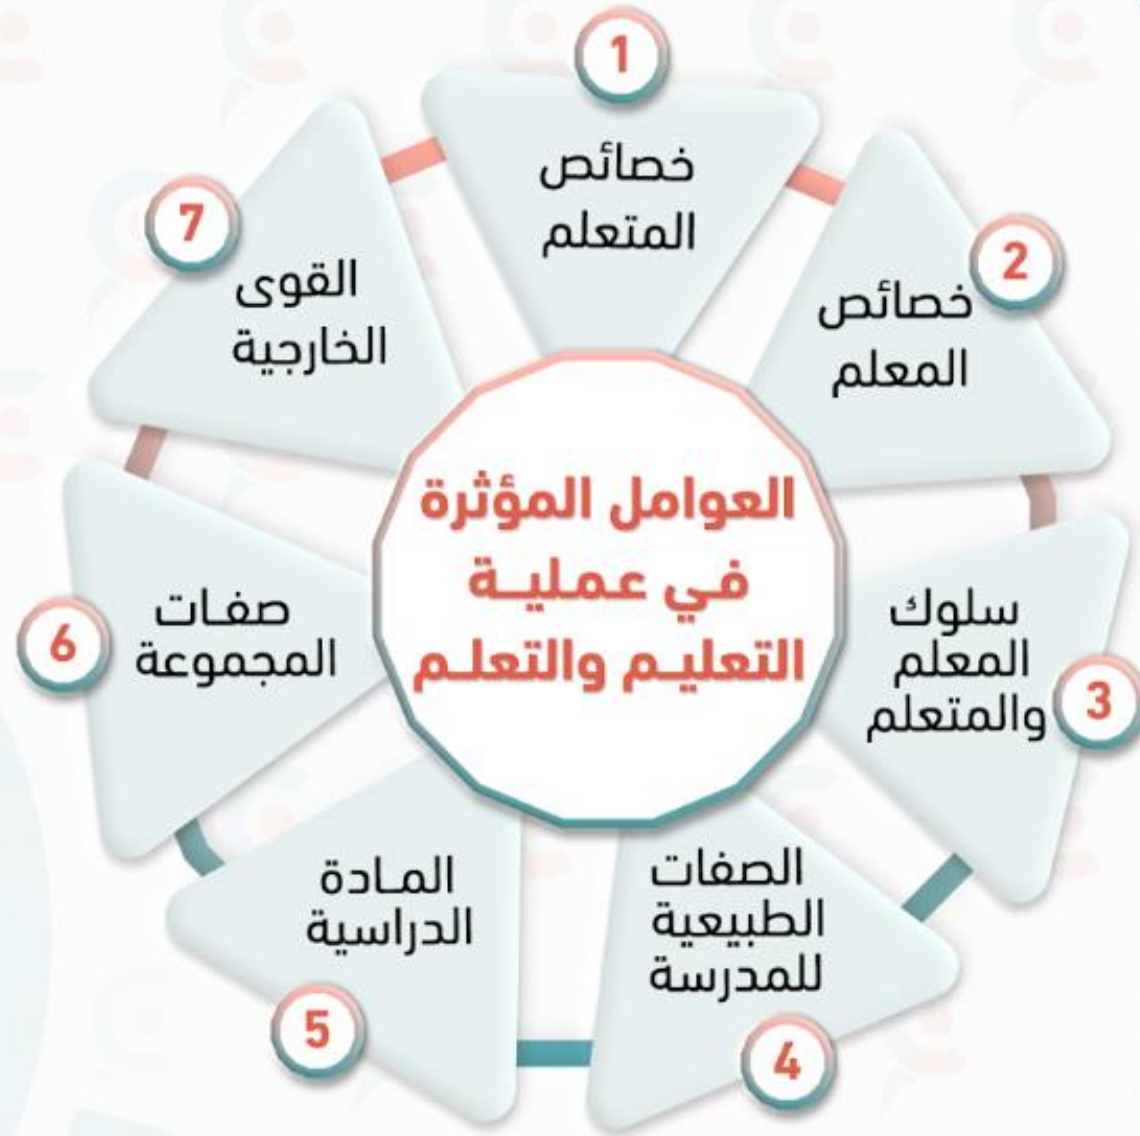 العوامل المؤثرة
في عمليـة
التعليـم والتعلـم
1
خصائص
المتعلم
2
خصائص
المعلم
3
سلوك
المعلم
والمتعلم
4
الصفات
الطبيعية
للمدرسة
5
المـادة
الدراسية
6
صفـات
المجموعة
7
القوى
الخارجية